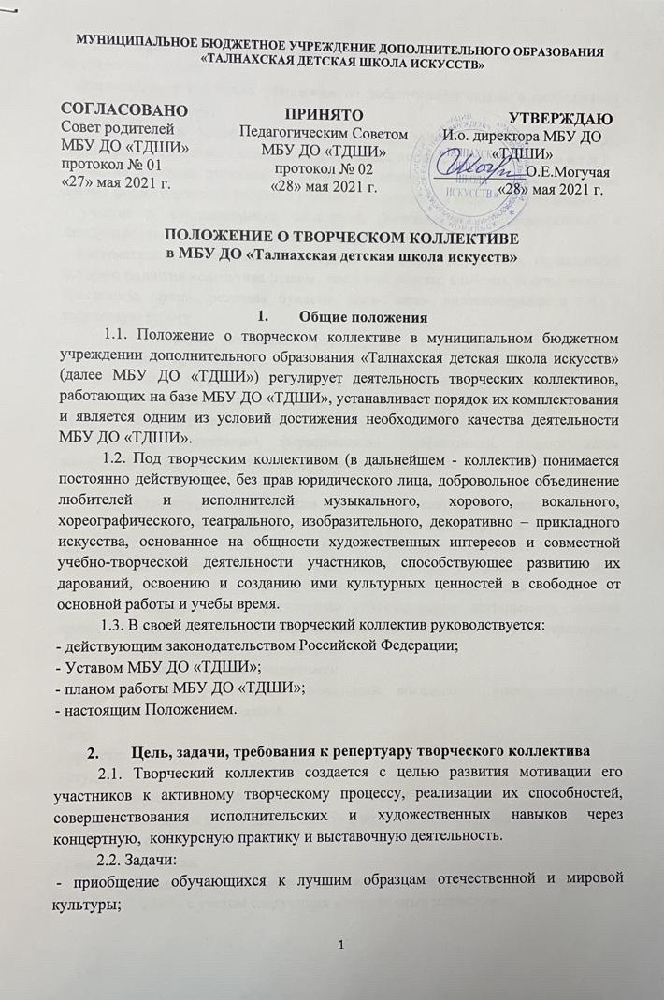 МУНИЦИПАЛЬНОЕ БЮДЖЕТНОЕ УЧРЕЖДЕНИЕ ДОПОЛНИТЕЛЬНОГО ОБРАЗОВАНИЯ
«ТАЛНАХСКАЯ ДЕТСКАЯ ШКОЛА ИСКУССТВ»
СОГЛАСОВАНО
Совет родителей
МБУ ДО «ТДШИ»
протокол № 01
«27» мая 2021 г.
ПРИНЯТО
Педагогическим Советом
МБУ ДО «ТДШИ»
протокол № 02
«28» мая 2021 г.
УТВЕРЖДАЮ
И.о. директора МБУ ДО
«ТДШИ»
О.Е.Могучая
«28» мая 2021 г.
ПОЛОЖЕНИЕ О ТВОРЧЕСКОМ КОЛЛЕКТИВЕ
в МБУ ДО «Талнахская детская школа искусств»
1. Общие положения
1.1. Положение о творческом коллективе в муниципальном бюджетном
учреждении дополнительного образования «Талнахская детская школа искусств»
(далее МБУ ДО «ТДШИ») регулирует деятельность творческих коллективов,
работающих на базе МБУ ДО «ТДШИ», устанавливает порядок их комплектования
и является одним из условий достижения необходимого качества деятельности
МБУ ДО «ТДШИ».
1.2. Под творческим коллективом (в дальнейшем - коллектив) понимается
постоянно действующее, без прав юридического лица, добровольное объединение
любителей и исполнителей музыкального, хорового, вокального,
хореографического, театрального, изобразительного, декоративно – прикладного
искусства, основанное на общности художественных интересов и совместной
учебно-творческой деятельности участников, способствующее развитию их
дарований, освоению и созданию ими культурных ценностей в свободное от
основной работы и учебы время.
1.3. В своей деятельности творческий коллектив руководствуется:
- действующим законодательством Российской Федерации;
- Уставом МБУ ДО «ТДШИ»;
- планом работы МБУ ДО «ТДШИ»;
- настоящим Положением.
2. Цель, задачи, требования к репертуару творческого коллектива
2.1. Творческий коллектив создается с целью развития мотивации его
участников к активному творческому процессу, реализации их способностей,
совершенствования исполнительских и художественных навыков через
концертную, конкурсную практику и выставочную деятельность.
2.2. Задачи:
- приобщение обучающихся к лучшим образцам отечественной и мировой
культуры;
1